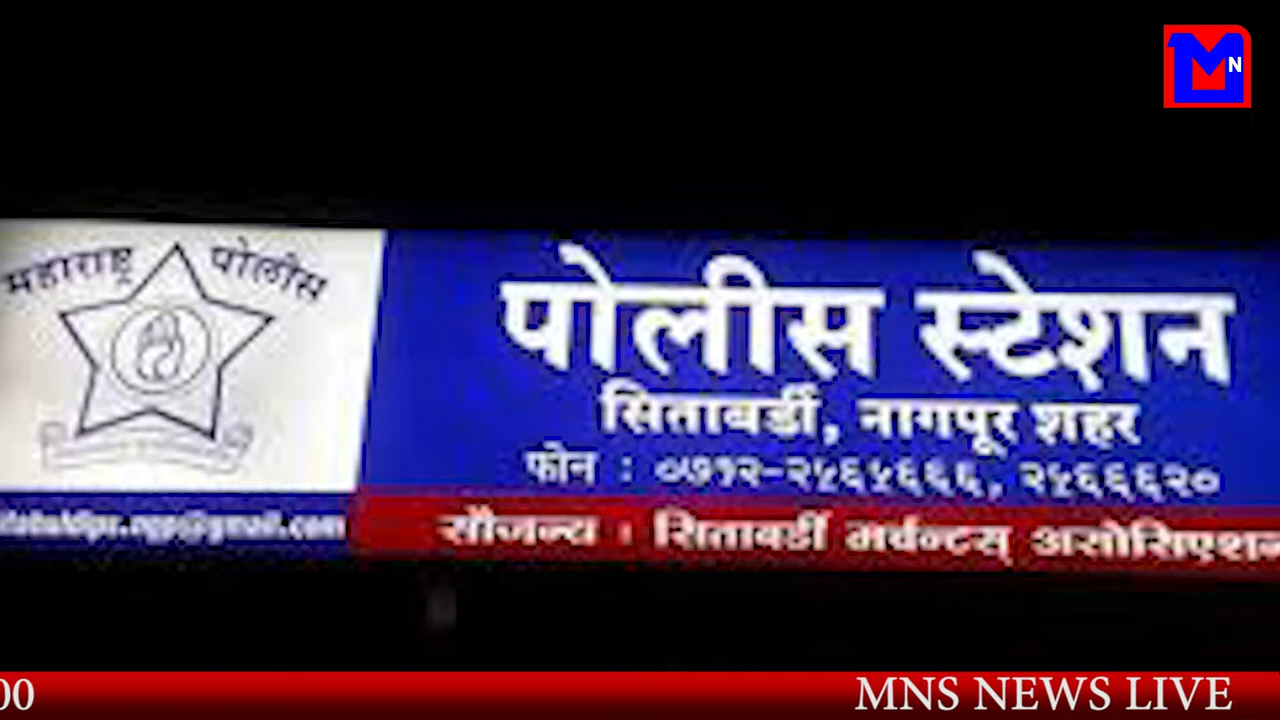 MN
महाराष्ट्र पोलीस
पोलीस स्टेशन
सिताबर्डी, नागपूर शहर
फोन : ०७१२-२५६५६६६, २५६६६२०
सौजन्य : सिताबर्डी मर्चन्टस् असोसिएशन
00
MNS NEWS LIVE